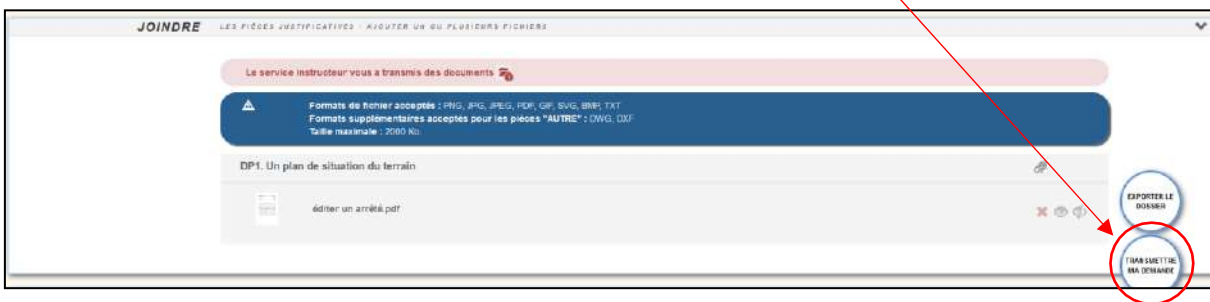 JOINDRE LES PIÈCES JUSTIFICATIVES - AJOUTER UN OU PLUSIEURS FICHIERS
Le service instructeur vous a transmis des documents
Formats de fichier acceptés : PNG, JPG, JPEG, PDF, GIF, SVG, BMP, TXT
Formats supplémentaires acceptés pour les pièces "AUTRE" : DWG, DXF
Taille maximale : 2000 Ko
DP1. Un plan de situation du terrain
éditer un arrêté.pdf
EXPORTER LE
DOSSIER
TRANSMETTRE
MA DEMANDE